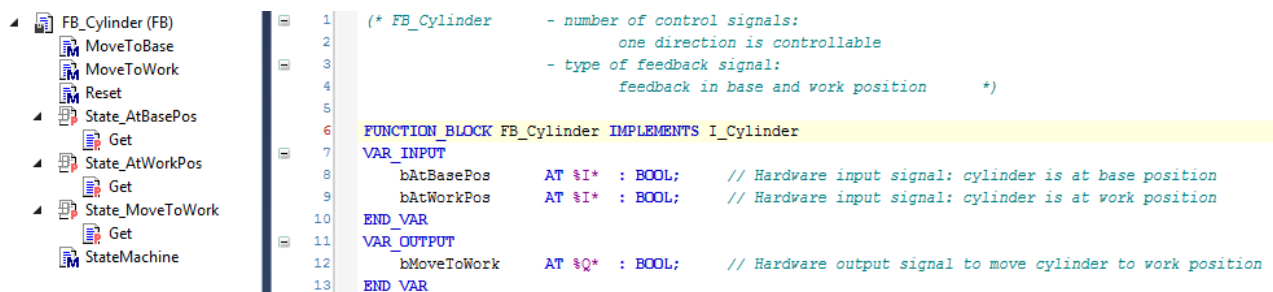 FB_Cylinder (FB)
MoveToBase
MoveToWork
Reset
State_AtBasePos
Get
State_AtWorkPos
Get
State_MoveToWork
Get
StateMachine
1 (* FB_Cylinder - number of control signals:
2 one direction is controllable
3 - type of feedback signal:
4 feedback in base and work position *)
5
6 FUNCTION_BLOCK FB_Cylinder IMPLEMENTS I_Cylinder
7 VAR_INPUT
8 bAtBasePos AT %I* : BOOL; // Hardware input signal: cylinder is at base position
9 bAtWorkPos AT %I* : BOOL; // Hardware input signal: cylinder is at work position
10 END_VAR
11 VAR_OUTPUT
12 bMoveToWork AT %Q* : BOOL; // Hardware output signal to move cylinder to work position
13 END_VAR